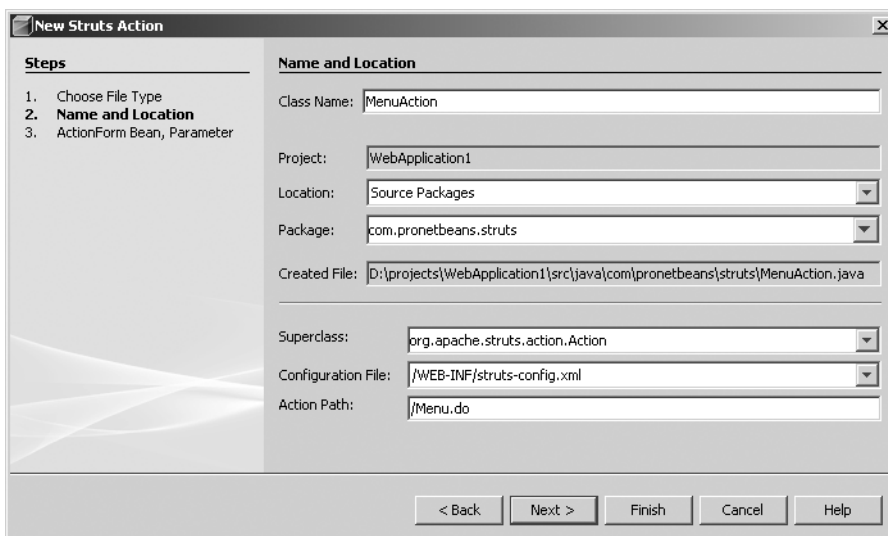 New Struts Action
Steps
1. Choose File Type
2. Name and Location
3. ActionForm Bean, Parameter
Name and Location
Class Name: MenuAction
Project: WebApplication1
Location: Source Packages
Package: com.pronetbeans.struts
Created File: D:\projects\WebApplication1\src\java\com\pronetbeans\struts\MenuAction.java
Superclass: org.apache.struts.action.Action
Configuration File: /WEB-INF/struts-config.xml
Action Path: /Menu.do
< Back Next > Finish Cancel Help